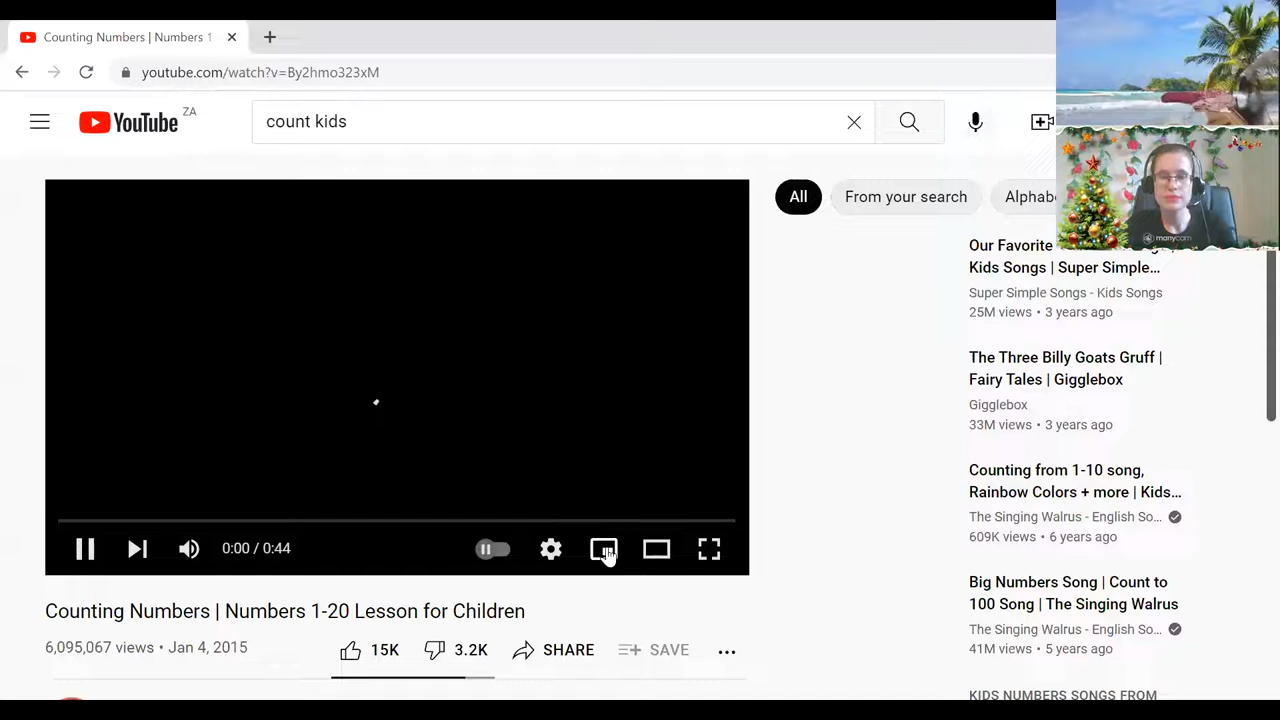 Counting Numbers | Numbers 1
youtube.com/watch?v=By2hmo323xM
YouTube ZA
count kids
All
From your search
Alphab
manycam
0:00 / 0:44
Counting Numbers | Numbers 1-20 Lesson for Children
6,095,067 views • Jan 4, 2015
15K
3.2K
SHARE
SAVE
Our Favorite
Kids Songs | Super Simple...
Super Simple Songs - Kids Songs
25M views • 3 years ago
The Three Billy Goats Gruff |
Fairy Tales | Gigglebox
Gigglebox
33M views • 3 years ago
Counting from 1-10 song,
Rainbow Colors + more | Kids...
The Singing Walrus - English So...
609K views • 6 years ago
Big Numbers Song | Count to
100 Song | The Singing Walrus
The Singing Walrus - English So...
41M views • 5 years ago
KIDS NUMBERS SONGS FROM